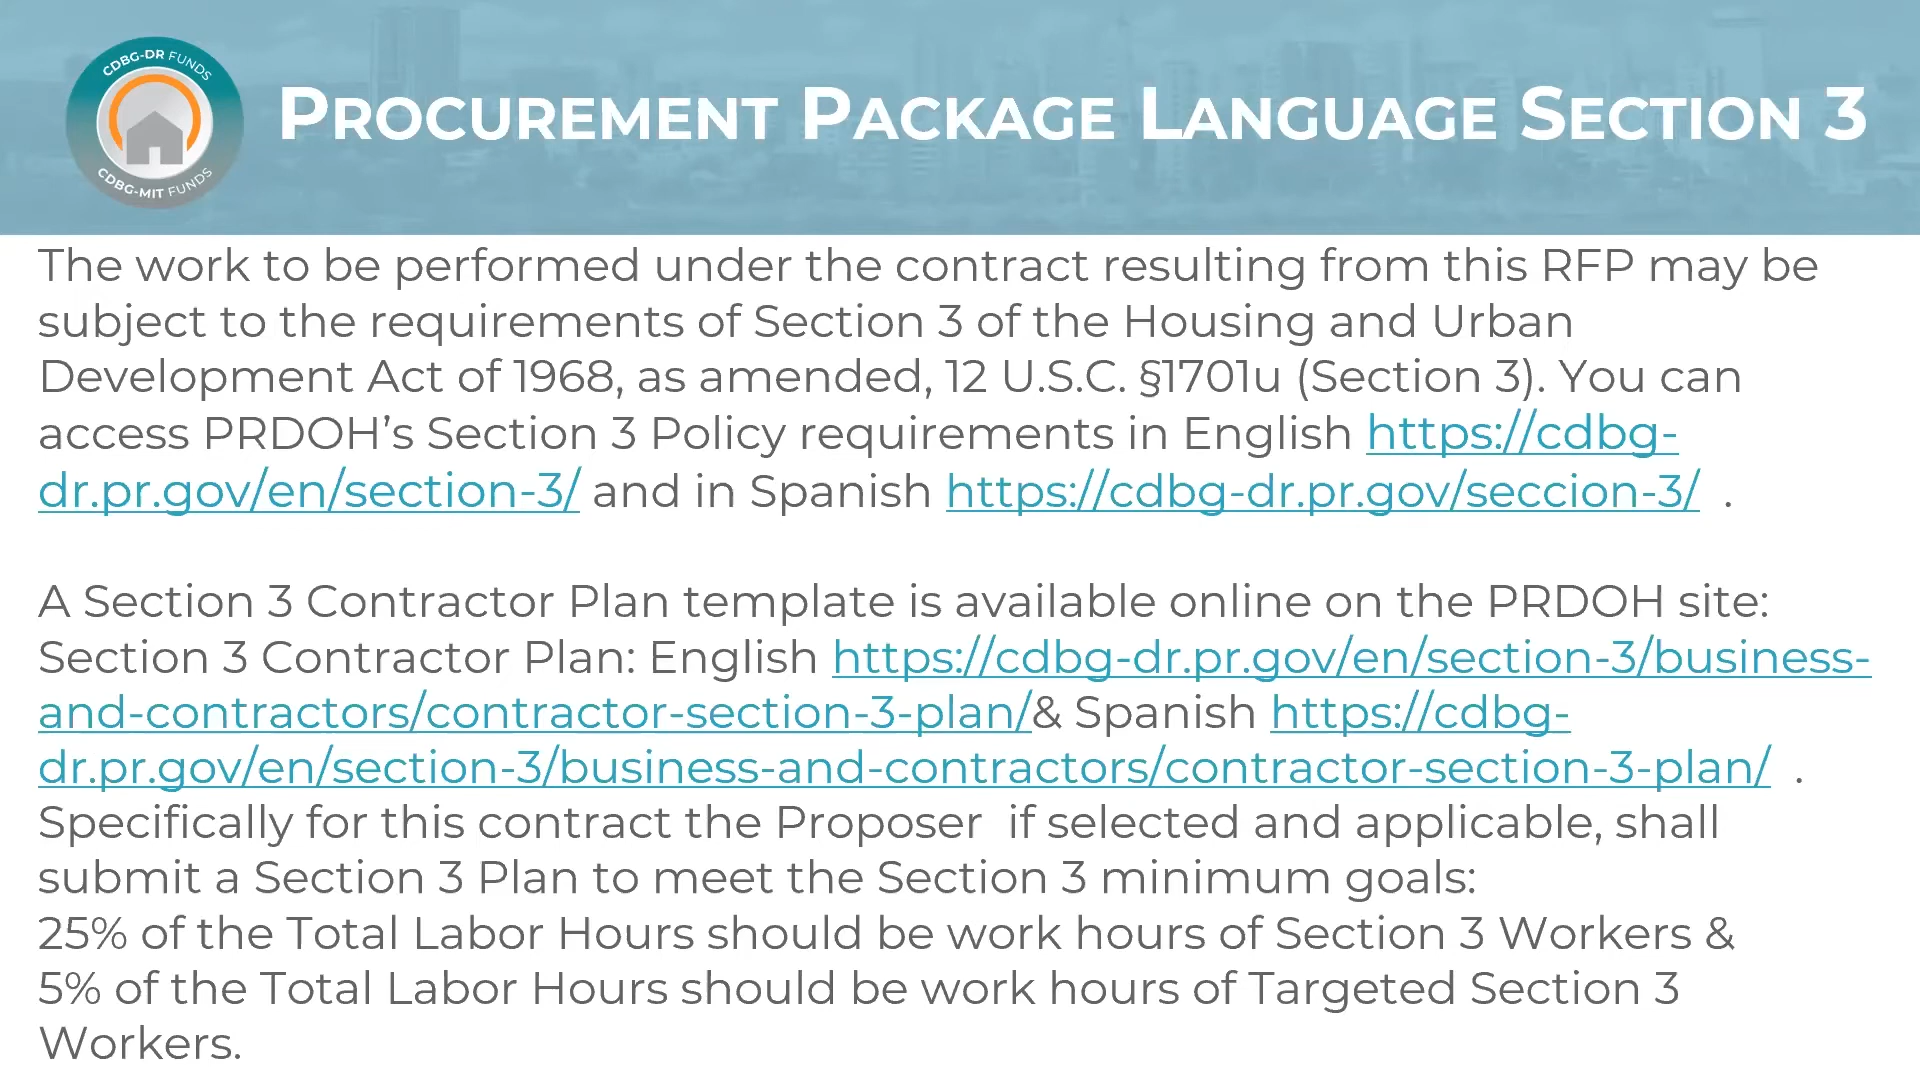 CDBG-DR FUNDS
CDBG-MIT FUNDS
PROCUREMENT PACKAGE LANGUAGE SECTION 3
The work to be performed under the contract resulting from this RFP may be
subject to the requirements of Section 3 of the Housing and Urban
Development Act of 1968, as amended, 12 U.S.C. §1701u (Section 3). You can
access PRDOH’s Section 3 Policy requirements in English https://cdbg-
dr.pr.gov/en/section-3/ and in Spanish https://cdbg-dr.pr.gov/seccion-3/ .
A Section 3 Contractor Plan template is available online on the PRDOH site:
Section 3 Contractor Plan: English https://cdbg-dr.pr.gov/en/section-3/business-
and-contractors/contractor-section-3-plan/& Spanish https://cdbg-
dr.pr.gov/en/section-3/business-and-contractors/contractor-section-3-plan/ .
Specifically for this contract the Proposer  if selected and applicable, shall
submit a Section 3 Plan to meet the Section 3 minimum goals:
25% of the Total Labor Hours should be work hours of Section 3 Workers &
5% of the Total Labor Hours should be work hours of Targeted Section 3
Workers.